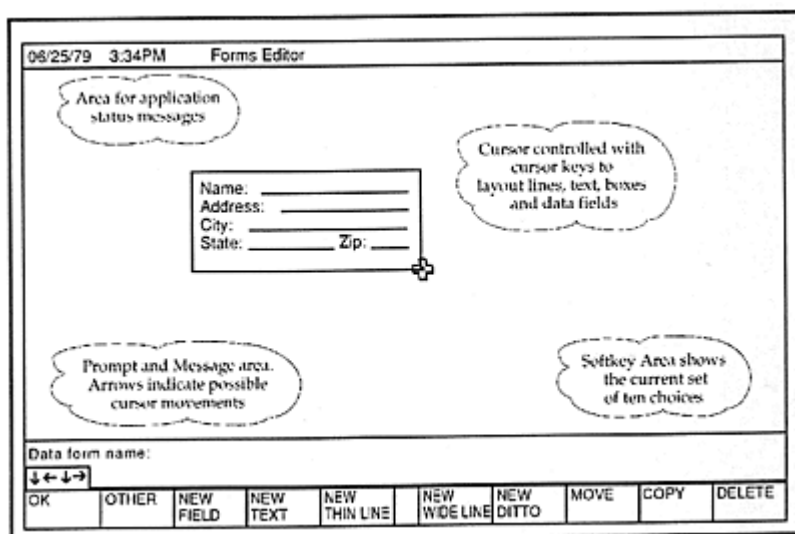 06/25/79 3:34PM Forms Editor
Area for application
status messages
Cursor controlled with
cursor keys to
layout lines, text, boxes
and data fields
Name:
Address:
City:
State: Zip:
Prompt and Message area.
Arrows indicate possible
cursor movements
Softkey Area shows
the current set
of ten choices
Data form name:
↓←↓→
OK OTHER NEW FIELD NEW TEXT NEW THIN LINE NEW WIDE LINE NEW DITTO MOVE COPY DELETE